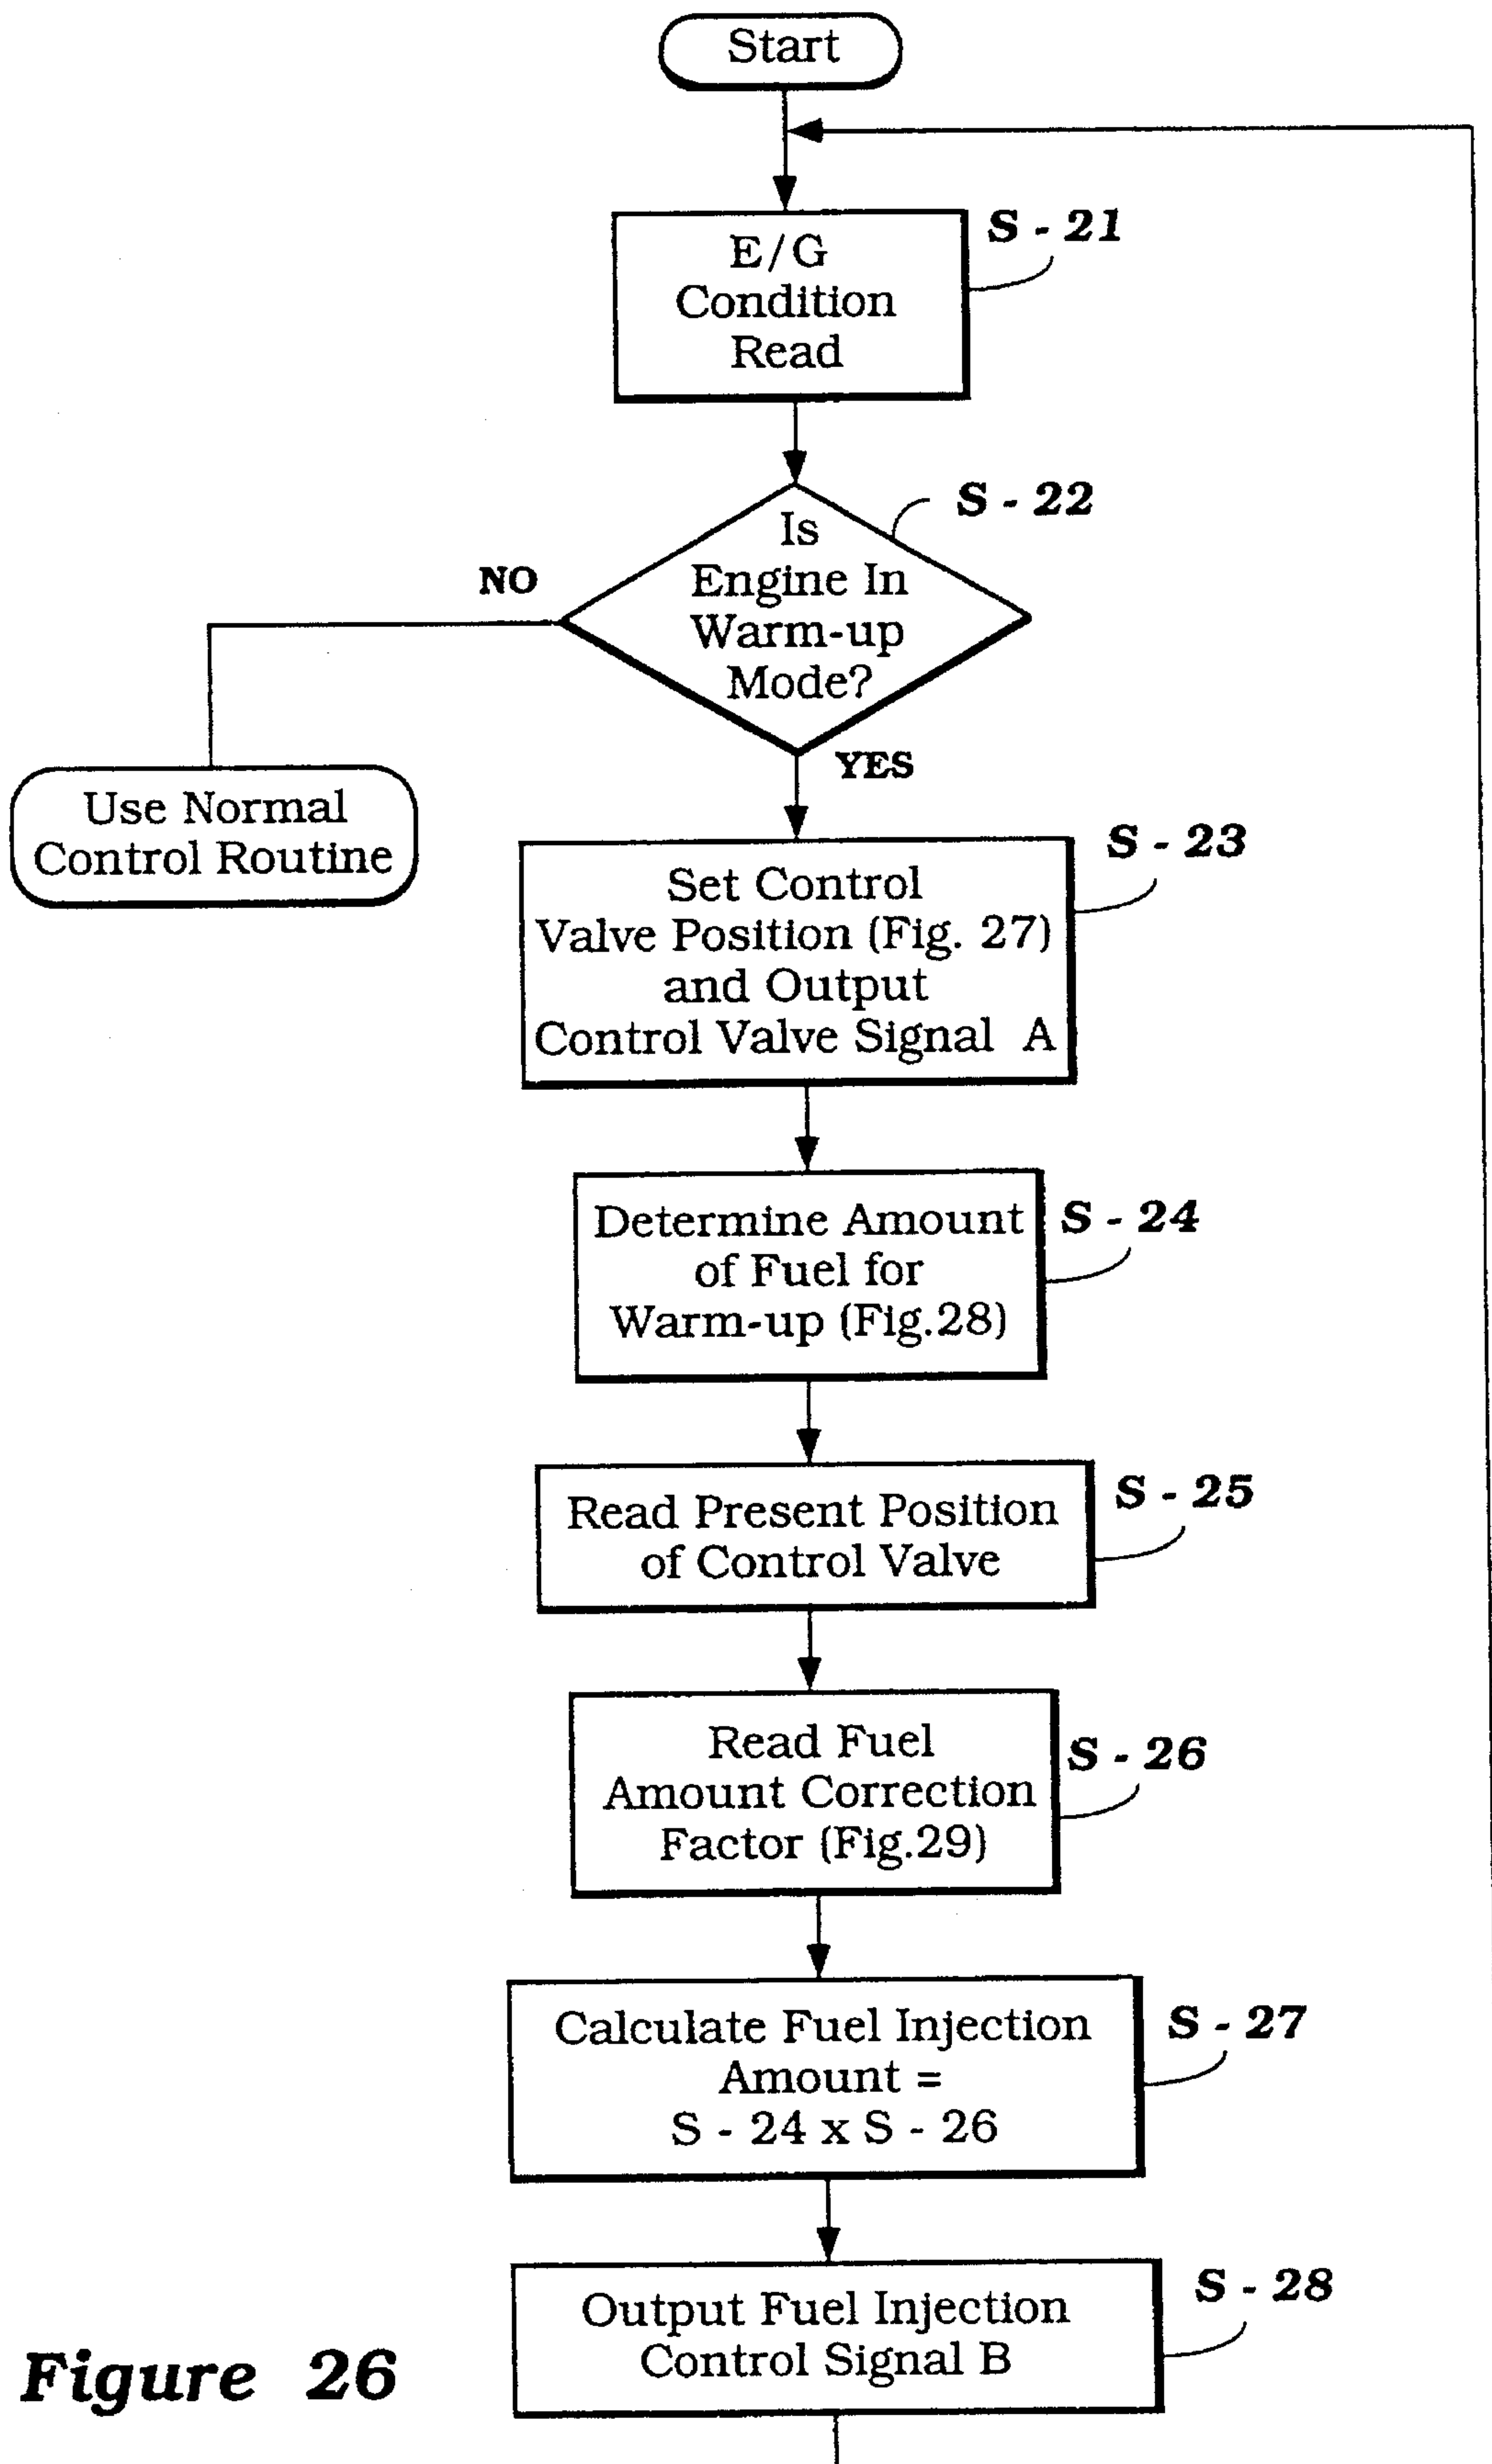 Start
S - 21
E/G
Condition
Read
S - 22
Is
Engine In
Warm-up
Mode?
NO
YES
Use Normal
Control Routine
S - 23
Set Control
Valve Position (Fig. 27)
and Output
Control Valve Signal A
S - 24
Determine Amount
of Fuel for
Warm-up (Fig.28)
S - 25
Read Present Position
of Control Valve
S - 26
Read Fuel
Amount Correction
Factor (Fig.29)
S - 27
Calculate Fuel Injection
Amount =
S - 24 x S - 26
S - 28
Output Fuel Injection
Control Signal B
Figure 26